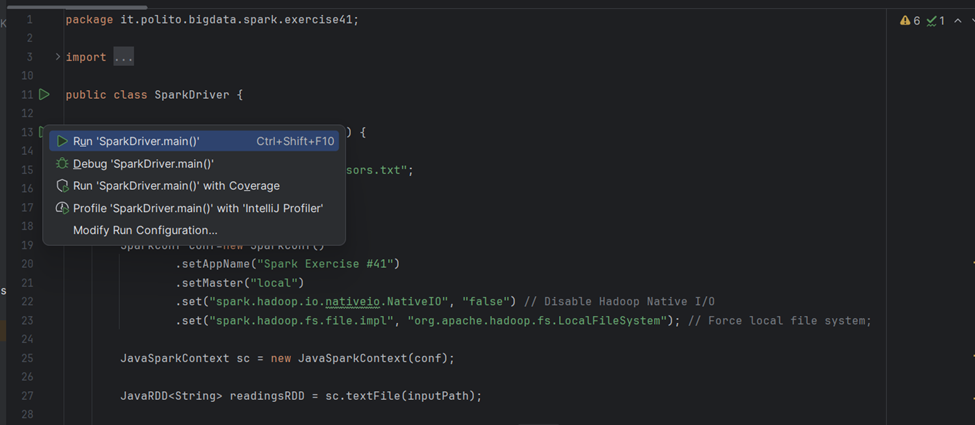 1 package it.polito.bigdata.spark.exercise41;
6 1
2
3 import ...
10
11 public class SparkDriver {
12
13 ) {
Run 'SparkDriver.main()' Ctrl+Shift+F10
14
Debug 'SparkDriver.main()'
15 sors.txt";
16
Run 'SparkDriver.main()' with Coverage
17
Profile 'SparkDriver.main()' with 'IntelliJ Profiler'
18
Modify Run Configuration...
19 SparkConf conf=new SparkConf()
20 .setAppName("Spark Exercise #41")
21 .setMaster("local")
22 .set("spark.hadoop.io.nativeio.NativeIO", "false") // Disable Hadoop Native I/O
23 .set("spark.hadoop.fs.file.impl", "org.apache.hadoop.fs.LocalFileSystem"); // Force local file system;
24
25 JavaSparkContext sc = new JavaSparkContext(conf);
26
27 JavaRDD<String> readingsRDD = sc.textFile(inputPath);
28